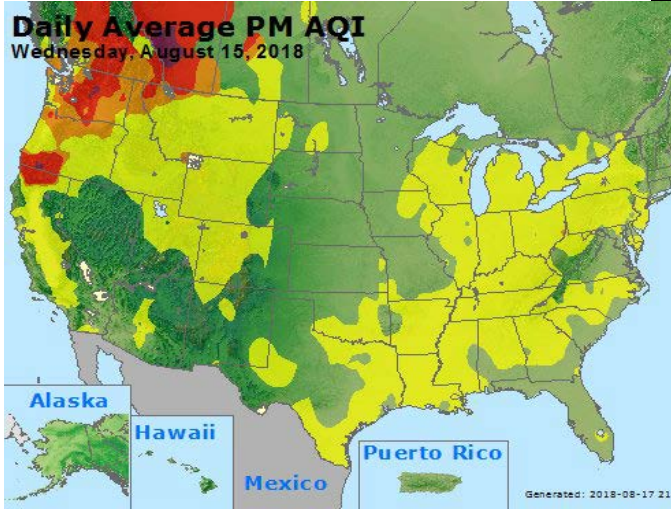 Daily Average PM AQI
Wednesday, August 15, 2018
Alaska
Hawaii
Mexico
Puerto Rico
Generated: 2018-08-17 21